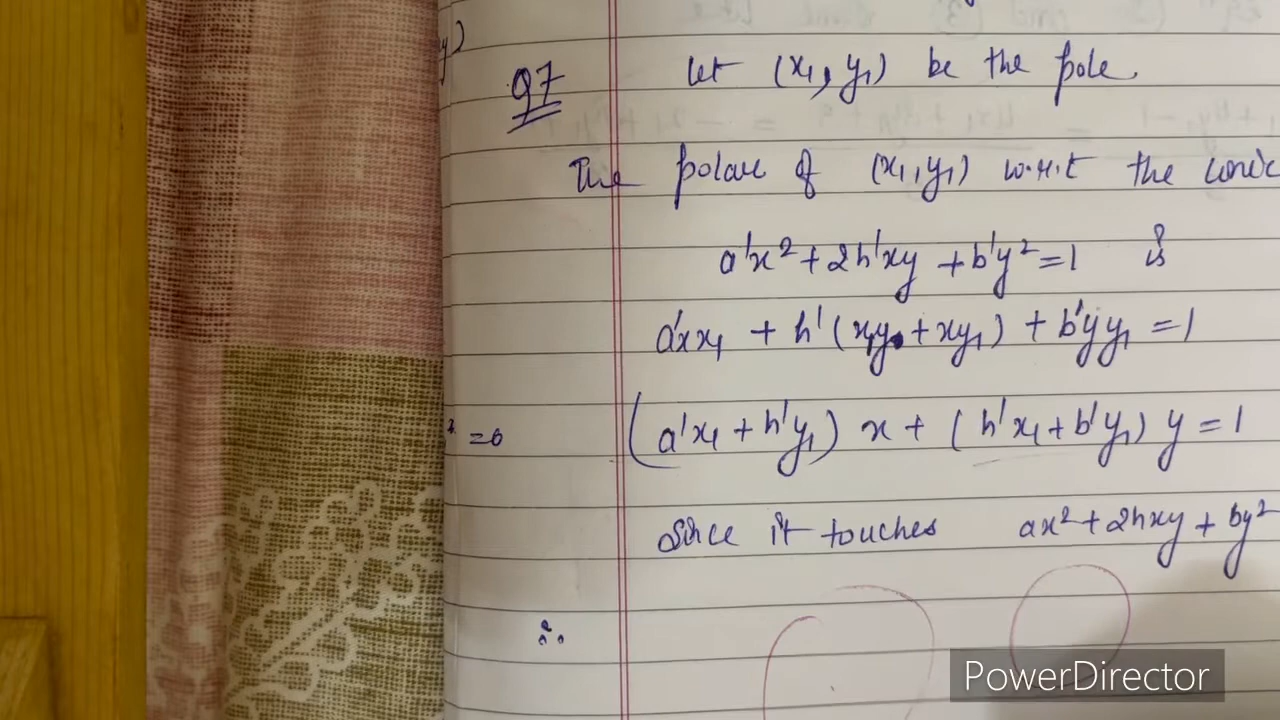 y)
Q7
Let (x₁, y₁) be the pole.
The polar of (x₁, y₁) w.r.t the conic
a'x² + 2h'xy + b'y² = 1 is
a'xx₁ + h'(x₁y + xy₁) + b'yy₁ = 1
(a'x₁ + h'y₁) x + (h'x₁ + b'y₁) y = 1
² = 0
Since it touches ax² + 2hxy + by²
∴
PowerDirector